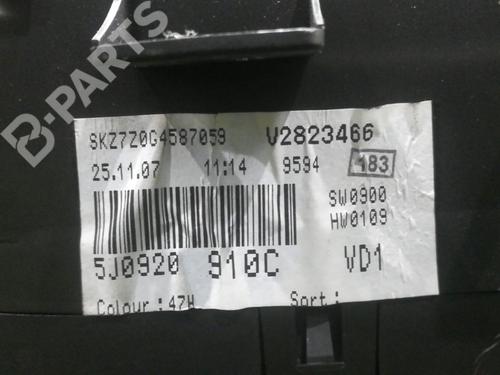 B-PARTS
SKZ7Z0G4587059 V2823466
25.11.07 11:14 9594 183
SW0900
HW0109
5J0920 910C VD1
Colour : 47H Sort :